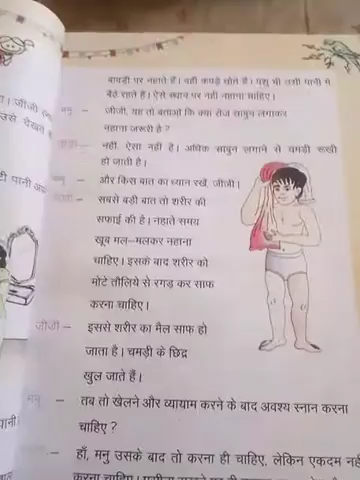 बावड़ी पर नहाते हैं। वहीं कपड़े धोते हैं। पशु भी उसी पानी में
बैठे रहते हैं। ऐसे स्थान पर नहीं नहाना चाहिए।
मनु – जीजी, यह तो बताओ कि क्या रोज साबुन लगाकर
नहाना जरूरी है ?
नहीं, ऐसा नहीं है। अधिक साबुन लगाने से चमड़ी रूखी
हो जाती है।
– और किस बात का ध्यान रखें, जीजी।
– सबसे बड़ी बात तो शरीर की
सफाई की है। नहाते समय
खूब मल–मलकर नहाना
चाहिए। इसके बाद शरीर को
मोटे तौलिये से रगड़ कर साफ
करना चाहिए।
जीजी – इससे शरीर का मैल साफ हो
जाता है। चमड़ी के छिद्र
खुल जाते हैं।
मनु – तब तो खेलने और व्यायाम करने के बाद अवश्य स्नान करना
चाहिए ?
– हाँ, मनु उसके बाद तो करना ही चाहिए, लेकिन एकदम नहीं
करना चाहिए।